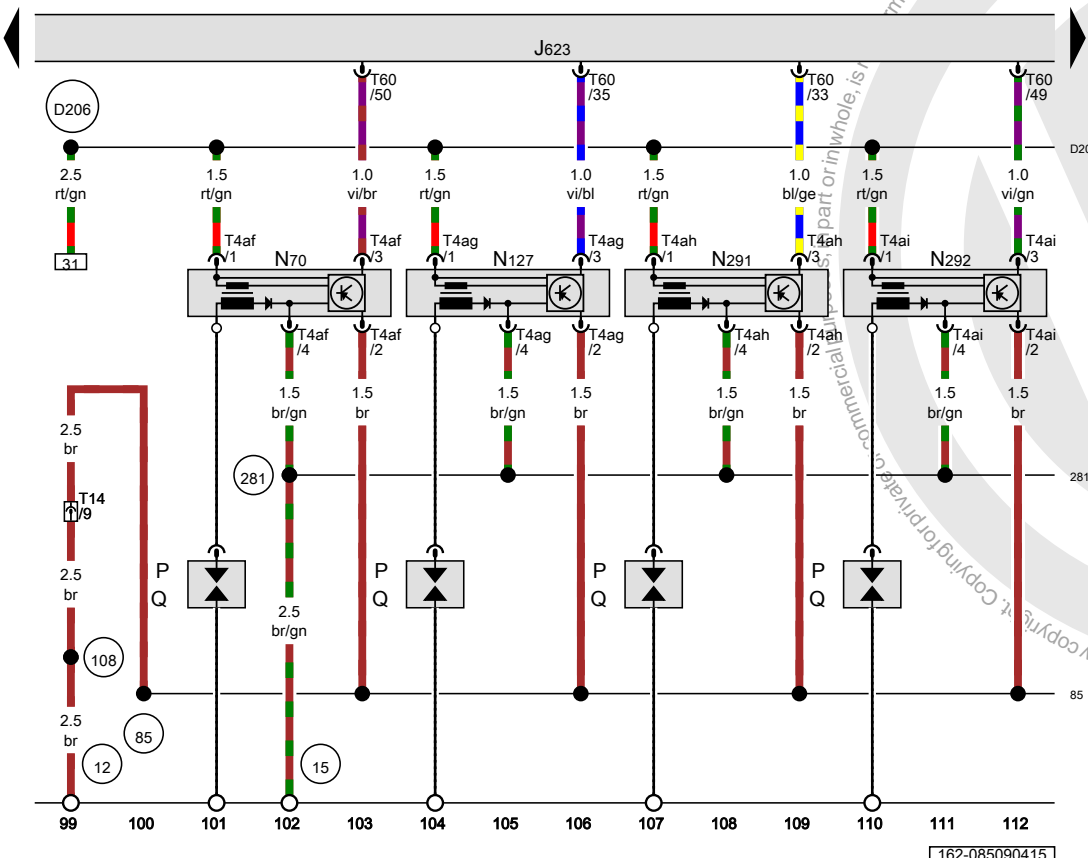 J623
T60 T60 T60 T60
/50 /35 /33 /49
D206
D20
2.5 1.5 1.0 1.5 1.0 1.5 1.0 1.5 1.0
rt/gn rt/gn vi/br rt/gn vi/bl rt/gn bl/ge rt/gn vi/gn
T4af T4af T4ag T4ag T4ah T4ah T4ai T4ai
31 /1 N70 /3 /1 N127 /3 /1 N291 /3 /1 N292 /3
T4af T4af T4ag T4ag T4ah T4ah T4ai T4ai
/4 /2 /4 /2 /4 /2 /4 /2
1.5 1.5 1.5 1.5 1.5 1.5 1.5 1.5
br/gn br br/gn br br/gn br br/gn br
2.5
br
281 281
T14
/9
2.5 P P P P
br Q Q Q Q
2.5
br/gn
108
85
2.5
br
85
12 15
99 100 101 102 103 104 105 106 107 108 109 110 111 112
162-085090415